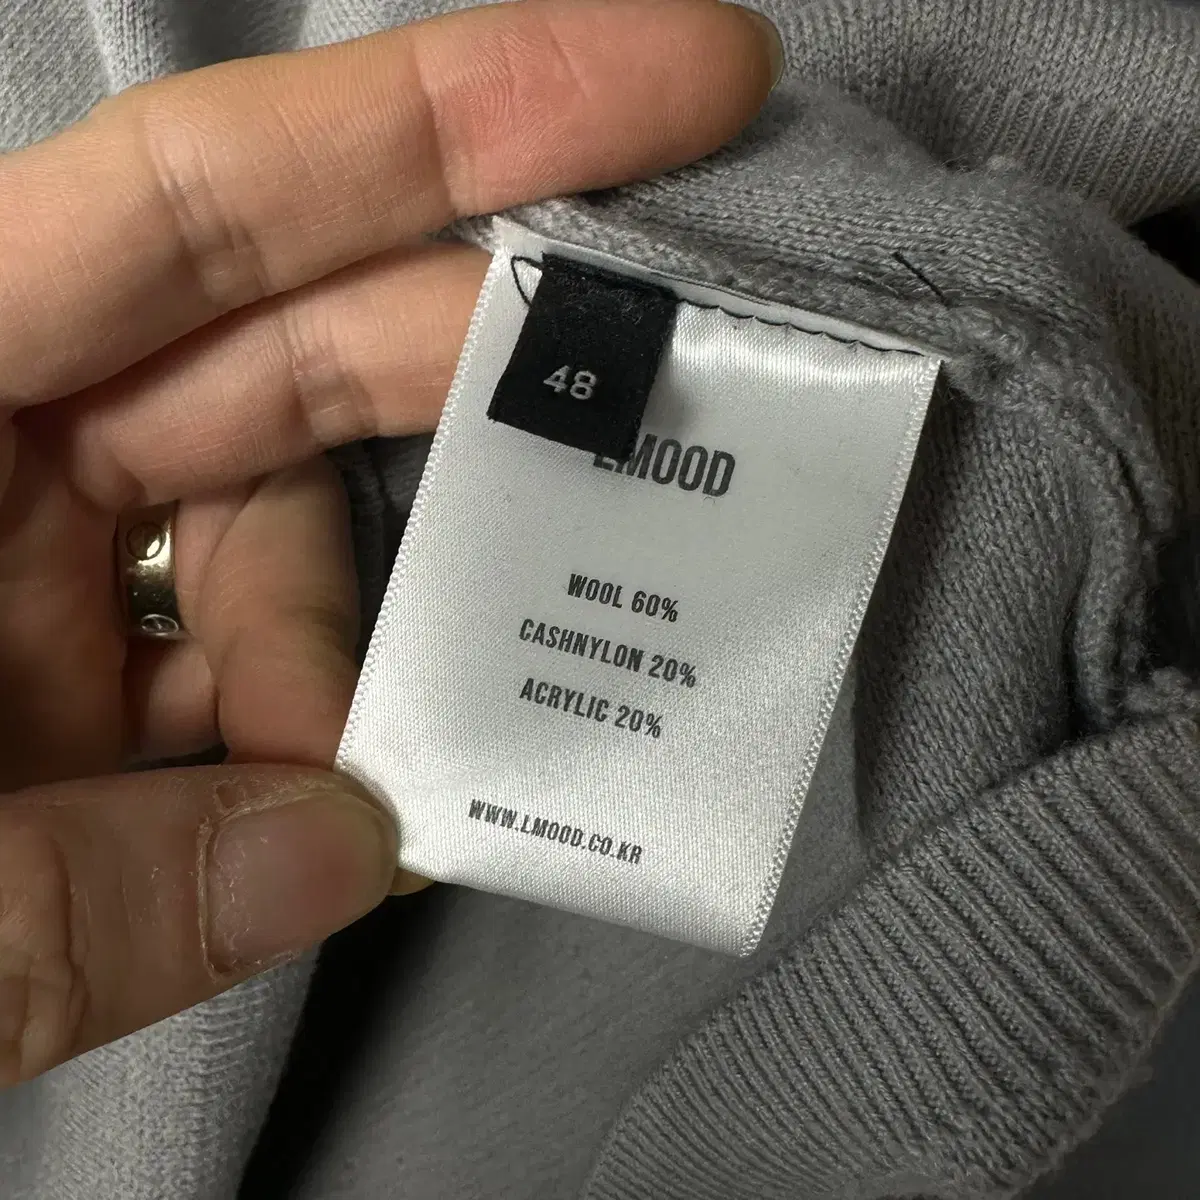 48
LMOOD
WOOL 60%
CASHNYLON 20%
ACRYLIC 20%
WWW.LMOOD.CO.KR